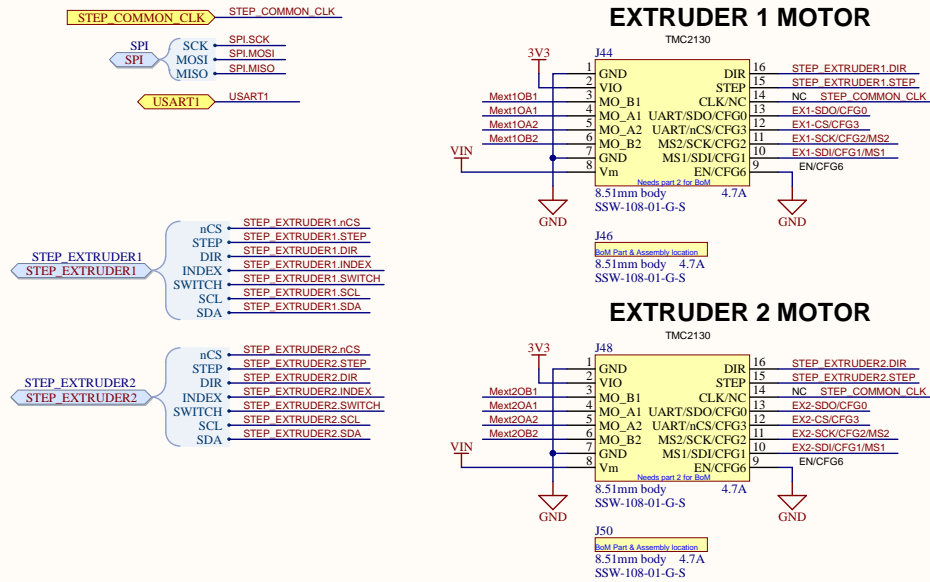 STEP_COMMON_CLK STEP_COMMON_CLK
SPI
SPI
SCK SPI.SCK
MOSI SPI.MOSI
MISO SPI.MISO
USART1 USART1
EXTRUDER 1 MOTOR
TMC2130
3V3
J44
1 GND DIR 16 STEP_EXTRUDER1.DIR
2 VIO STEP 15 STEP_EXTRUDER1.STEP
Mext1OB1 3 MO_B1 CLK/NC 14 NC STEP_COMMON_CLK
Mext1OA1 4 MO_A1 UART/SDO/CFG0 13 EX1-SDO/CFG0
Mext1OA2 5 MO_A2 UART/nCS/CFG3 12 EX1-CS/CFG3
Mext1OB2 6 MO_B2 MS2/SCK/CFG2 11 EX1-SCK/CFG2/MS2
VIN
7 GND MS1/SDI/CFG1 10 EX1-SDI/CFG1/MS1
8 Vm EN/CFG6 9 EN/CFG6
Needs part 2 for BoM
8.51mm body 4.7A
SSW-108-01-G-S
GND
GND
J46
BoM Part & Assembly location
8.51mm body 4.7A
SSW-108-01-G-S
STEP_EXTRUDER1
STEP_EXTRUDER1
nCS STEP_EXTRUDER1.nCS
STEP STEP_EXTRUDER1.STEP
DIR STEP_EXTRUDER1.DIR
INDEX STEP_EXTRUDER1.INDEX
SWITCH STEP_EXTRUDER1.SWITCH
SCL STEP_EXTRUDER1.SCL
SDA STEP_EXTRUDER1.SDA
EXTRUDER 2 MOTOR
TMC2130
3V3
J48
1 GND DIR 16 STEP_EXTRUDER2.DIR
2 VIO STEP 15 STEP_EXTRUDER2.STEP
Mext2OB1 3 MO_B1 CLK/NC 14 NC STEP_COMMON_CLK
Mext2OA1 4 MO_A1 UART/SDO/CFG0 13 EX2-SDO/CFG0
Mext2OA2 5 MO_A2 UART/nCS/CFG3 12 EX2-CS/CFG3
Mext2OB2 6 MO_B2 MS2/SCK/CFG2 11 EX2-SCK/CFG2/MS2
VIN
7 GND MS1/SDI/CFG1 10 EX2-SDI/CFG1/MS1
8 Vm EN/CFG6 9 EN/CFG6
Needs part 2 for BoM
8.51mm body 4.7A
SSW-108-01-G-S
GND
GND
J50
BoM Part & Assembly location
8.51mm body 4.7A
SSW-108-01-G-S
STEP_EXTRUDER2
STEP_EXTRUDER2
nCS STEP_EXTRUDER2.nCS
STEP STEP_EXTRUDER2.STEP
DIR STEP_EXTRUDER2.DIR
INDEX STEP_EXTRUDER2.INDEX
SWITCH STEP_EXTRUDER2.SWITCH
SCL STEP_EXTRUDER2.SCL
SDA STEP_EXTRUDER2.SDA